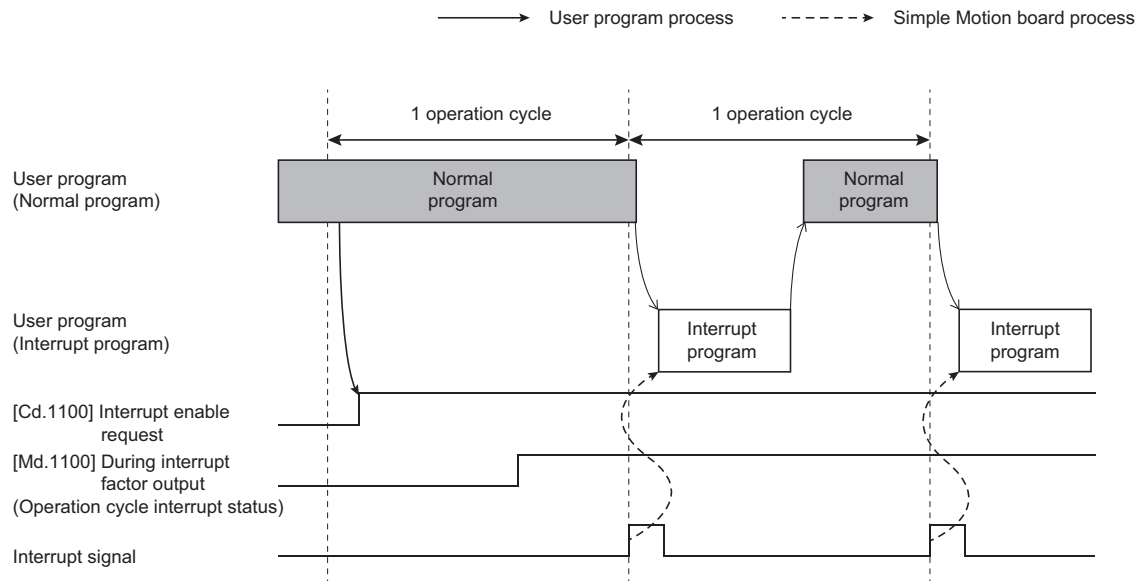 User program process
Simple Motion board process
1 operation cycle
1 operation cycle
User program
(Normal program)
Normal
program
Normal
program
User program
(Interrupt program)
Interrupt
program
Interrupt
program
[Cd.1100] Interrupt enable
request
[Md.1100] During interrupt
factor output
(Operation cycle interrupt status)
Interrupt signal